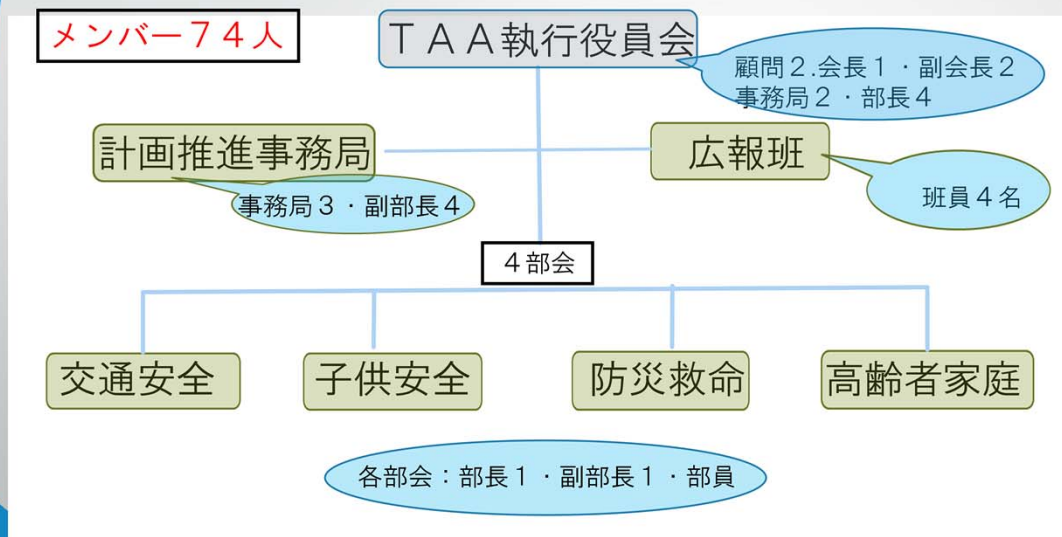 メンバー７４人
ＴＡＡ執行役員会
顧問２.会長１・副会長２
事務局２・部長４
計画推進事務局
広報班
事務局３・副部長４
班員４名
４部会
交通安全
子供安全
防災救命
高齢者家庭
各部会：部長１・副部長１・部員